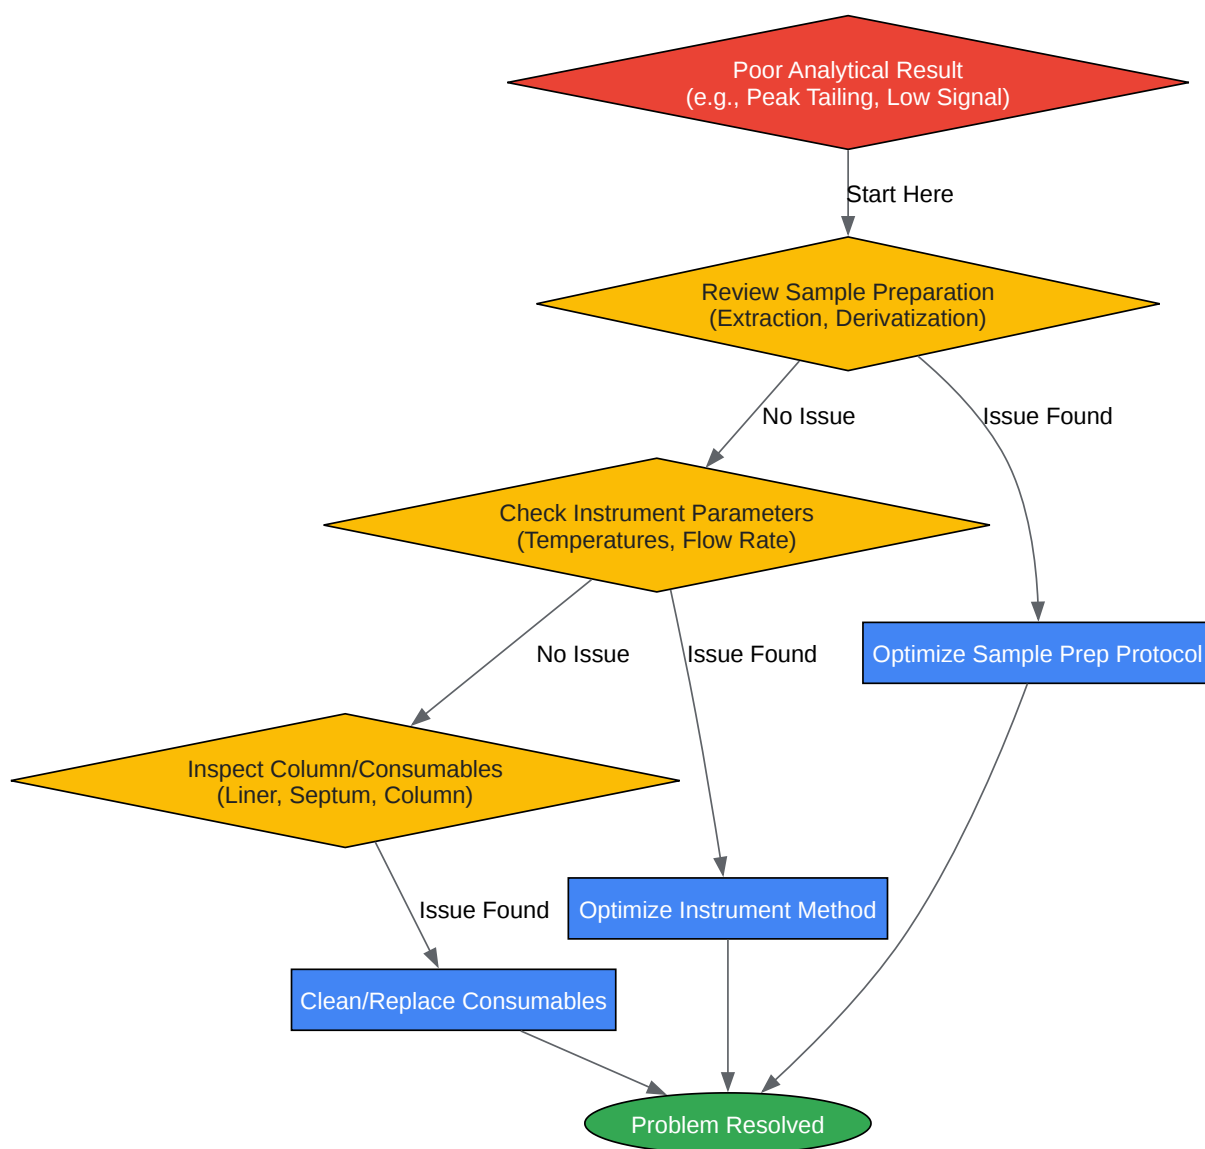 Poor Analytical Result
(e.g., Peak Tailing, Low Signal)
Start Here
Review Sample Preparation
(Extraction, Derivatization)
No Issue
Issue Found
Check Instrument Parameters
(Temperatures, Flow Rate)
No Issue
Issue Found
Optimize Sample Prep Protocol
Inspect Column/Consumables
(Liner, Septum, Column)
Issue Found
Optimize Instrument Method
Clean/Replace Consumables
Problem Resolved